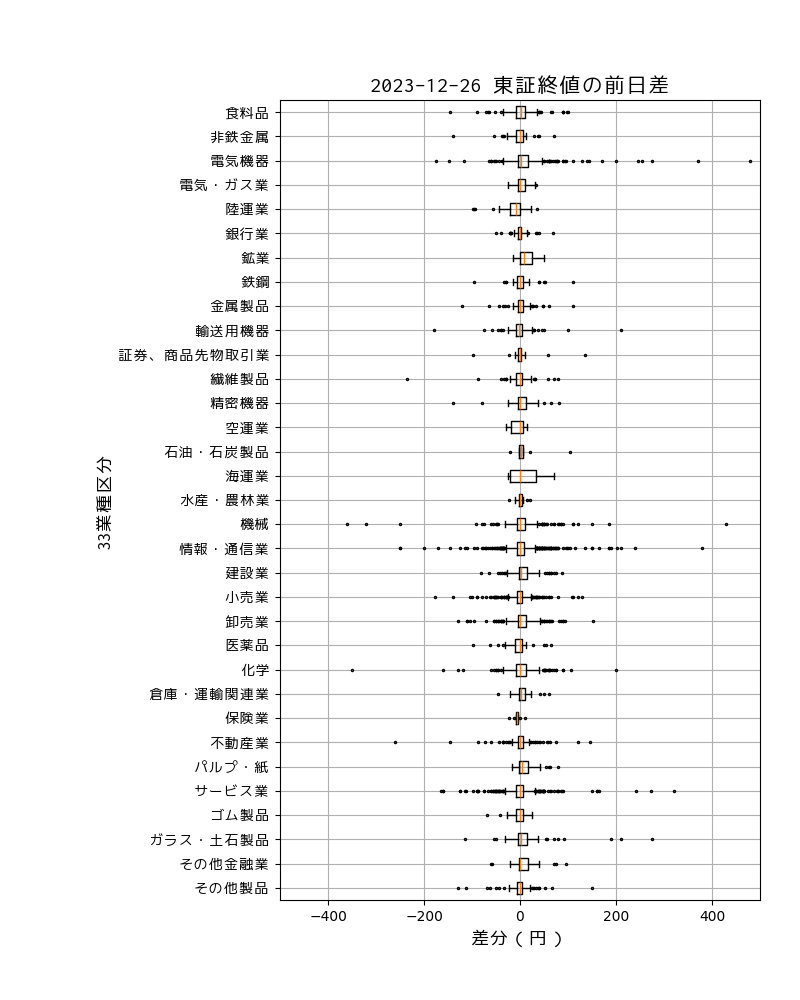 2023-12-26 東証終値の前日差
食料品
非鉄金属
電気機器
電気・ガス業
陸運業
銀行業
鉱業
鉄鋼
金属製品
輸送用機器
証券、商品先物取引業
繊維製品
精密機器
空運業
石油・石炭製品
海運業
水産・農林業
機械
情報・通信業
建設業
小売業
卸売業
医薬品
化学
倉庫・運輸関連業
保険業
不動産業
パルプ・紙
サービス業
ゴム製品
ガラス・土石製品
その他金融業
その他製品
33業種区分
−400 −200 0 200 400
差分(円)